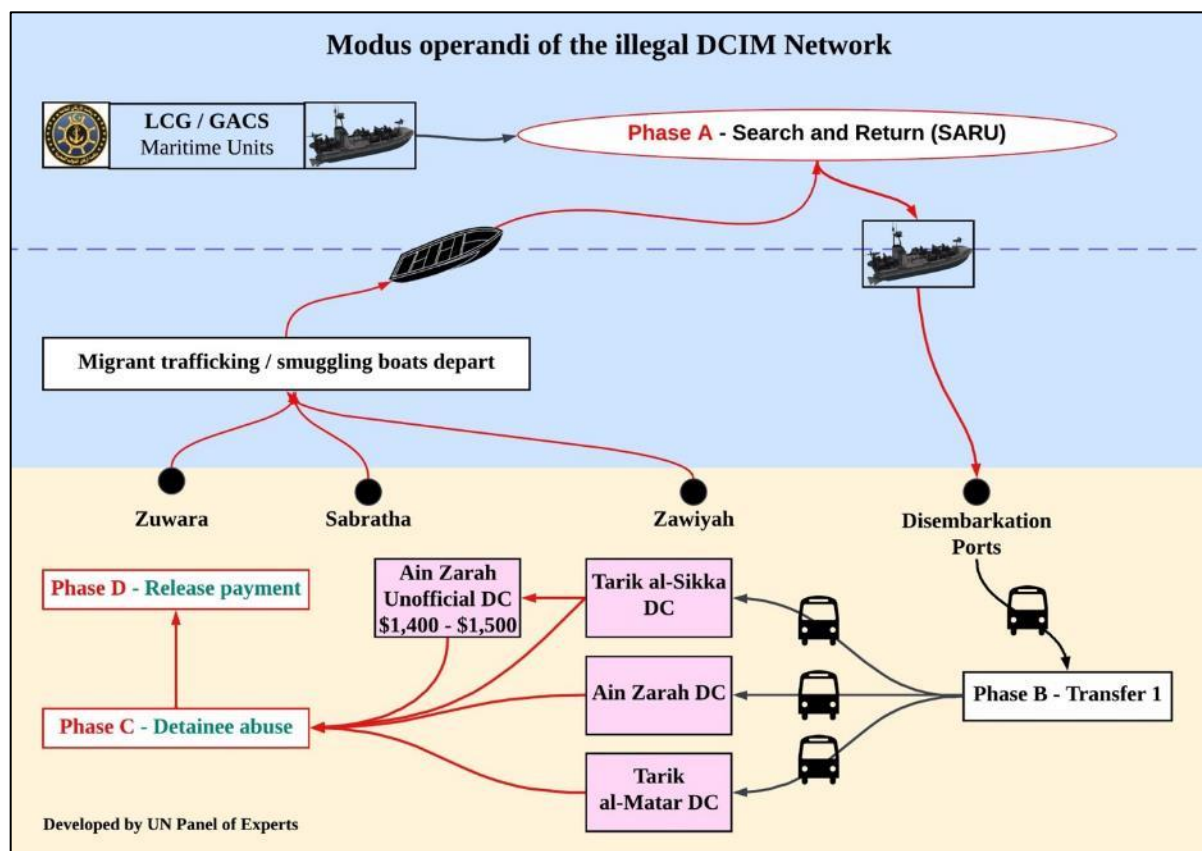 Modus operandi of the illegal DCIM Network
LCG / GACS
Maritime Units
Phase A - Search and Return (SARU)
Migrant trafficking / smuggling boats depart
Zuwara
Sabratha
Zawiyah
Disembarkation
Ports
Phase D - Release payment
Ain Zarah
Unofficial DC
$1,400 - $1,500
Tarik al-Sikka
DC
Ain Zarah DC
Phase B - Transfer 1
Phase C - Detainee abuse
Tarik
al-Matar DC
Developed by UN Panel of Experts